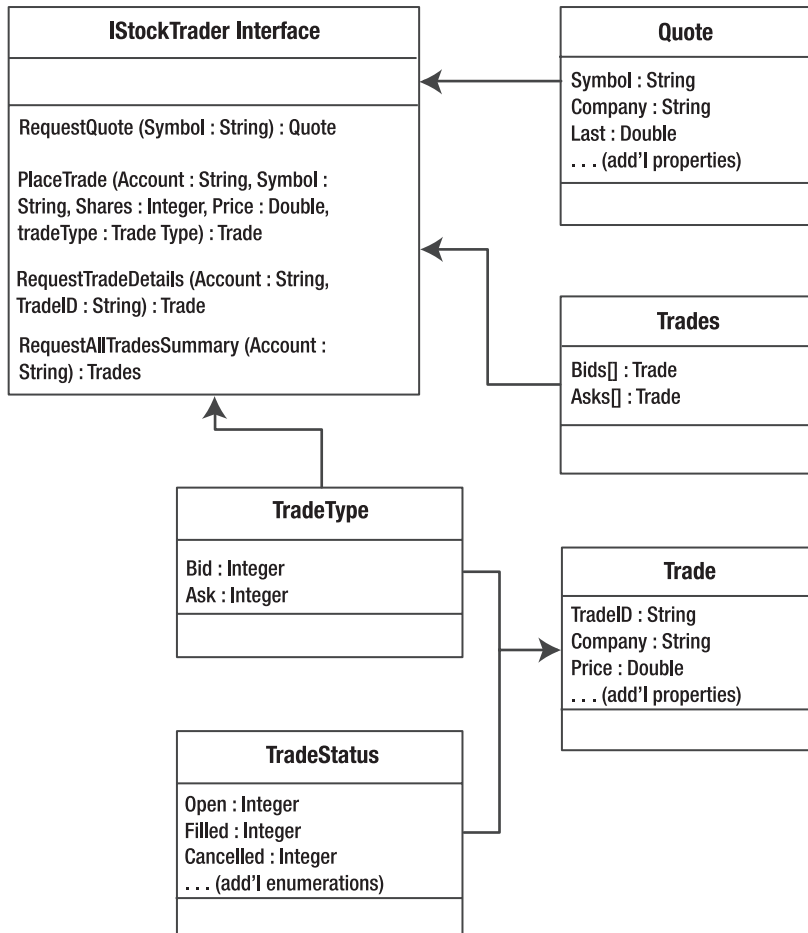 IStockTrader Interface
RequestQuote (Symbol : String) : Quote
PlaceTrade (Account : String, Symbol :
String, Shares : Integer, Price : Double,
tradeType : Trade Type) : Trade
RequestTradeDetails (Account : String,
TradeID : String) : Trade
RequestAllTradesSummary (Account :
String) : Trades
Quote
Symbol : String
Company : String
Last : Double
. . . (add'l properties)
Trades
Bids[] : Trade
Asks[] : Trade
TradeType
Bid : Integer
Ask : Integer
Trade
TradeID : String
Company : String
Price : Double
. . . (add'l properties)
TradeStatus
Open : Integer
Filled : Integer
Cancelled : Integer
. . . (add'l enumerations)